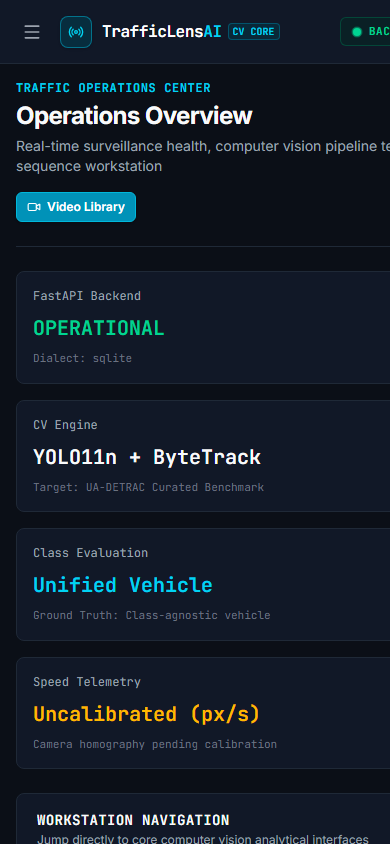 TrafficLensAI CV CORE
TRAFFIC OPERATIONS CENTER
Operations Overview
Real-time surveillance health, computer vision pipeline
sequence workstation
Video Library
FastAPI Backend
OPERATIONAL
Dialect: sqlite
CV Engine
YOLO11n + ByteTrack
Target: UA-DETRAC Curated Benchmark
Class Evaluation
Unified Vehicle
Ground Truth: Class-agnostic vehicle
Speed Telemetry
Uncalibrated (px/s)
Camera homography pending calibration
WORKSTATION NAVIGATION
Jump directly to core computer vision analytical interfaces